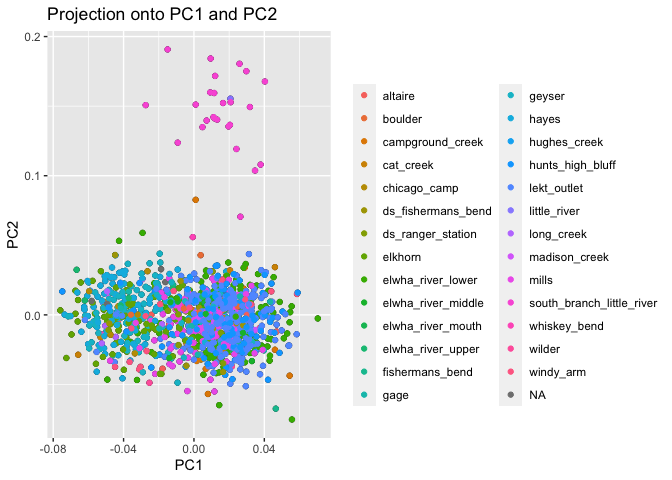 Projection onto PC1 and PC2
0.2
0.1
0.0
PC2
-0.08
-0.04
0.00
0.04
PC1
altaire
boulder
campground_creek
cat_creek
chicago_camp
ds_fishermans_bend
ds_ranger_station
elkhorn
elwha_river_lower
elwha_river_middle
elwha_river_mouth
elwha_river_upper
fishermans_bend
gage
geyser
hayes
hughes_creek
hunts_high_bluff
lekt_outlet
little_river
long_creek
madison_creek
mills
south_branch_little_river
whiskey_bend
wilder
windy_arm
NA